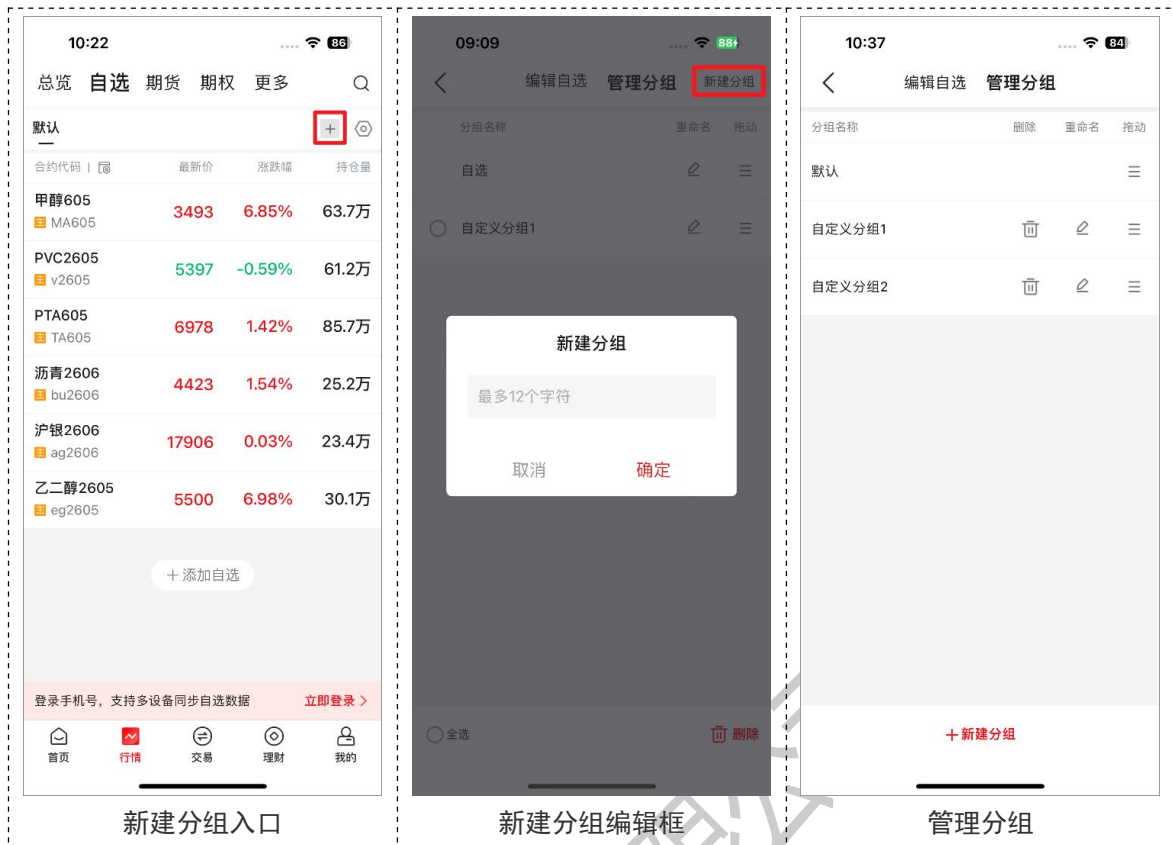 10:22
86
总览 自选 期货 期权 更多
默认
+
合约代码 | 最新价 涨跌幅 持仓量
甲醇605
主 MA605
3493 6.85% 63.7万
PVC2605
主 v2605
5397 -0.59% 61.2万
PTA605
主 TA605
6978 1.42% 85.7万
沥青2606
主 bu2606
4423 1.54% 25.2万
沪银2606
主 ag2606
17906 0.03% 23.4万
乙二醇2605
主 eg2605
5500 6.98% 30.1万
+ 添加自选
登录手机号，支持多设备同步自选数据 立即登录 >
首页 行情 交易 理财 我的
新建分组入口
09:09
88
编辑自选 管理分组 新建分组
分组名称 重命名 拖动
自选
自定义分组1
新建分组
最多12个字符
取消 确定
全选 删除
新建分组编辑框
10:37
84
编辑自选 管理分组
分组名称 删除 重命名 拖动
默认
自定义分组1
自定义分组2
+新建分组
管理分组